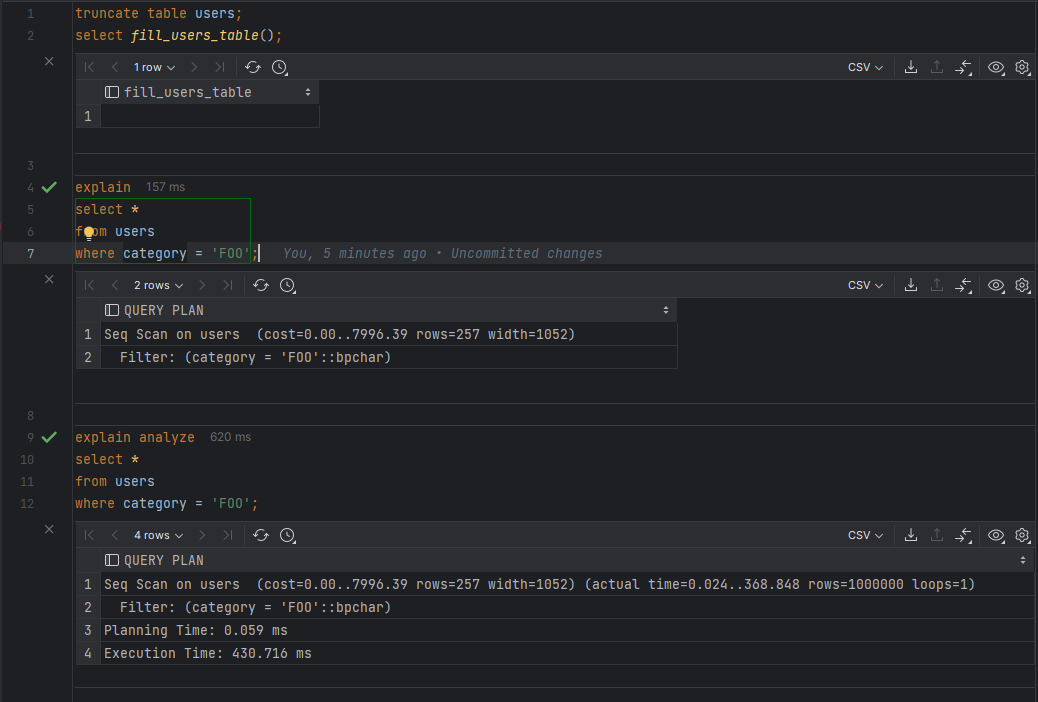 1 truncate table users;
2 select fill_users_table();
1 row CSV
fill_users_table
1
3
4 explain 157 ms
5 select *
6 from users
7 where category = 'FOO'; You, 5 minutes ago • Uncommitted changes
2 rows CSV
QUERY PLAN
1 Seq Scan on users (cost=0.00..7996.39 rows=257 width=1052)
2 Filter: (category = 'FOO'::bpchar)
8
9 explain analyze 620 ms
10 select *
11 from users
12 where category = 'FOO';
4 rows CSV
QUERY PLAN
1 Seq Scan on users (cost=0.00..7996.39 rows=257 width=1052) (actual time=0.024..368.848 rows=1000000 loops=1)
2 Filter: (category = 'FOO'::bpchar)
3 Planning Time: 0.059 ms
4 Execution Time: 430.716 ms